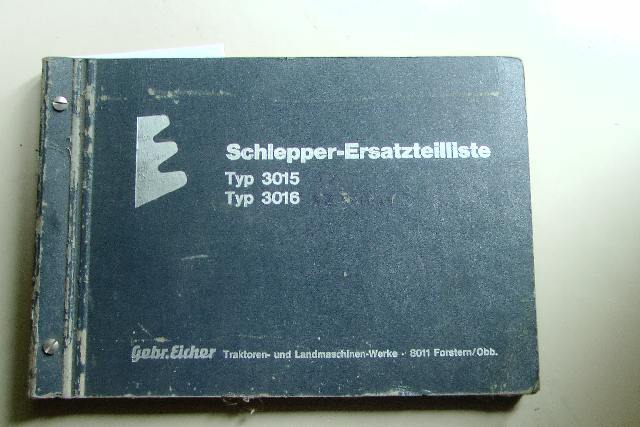 Schlepper-Ersatzteilliste
Typ 3015
Typ 3016
Gebr. Eicher Traktoren- und Landmaschinen-Werke · 8011 Forstern/Obb.